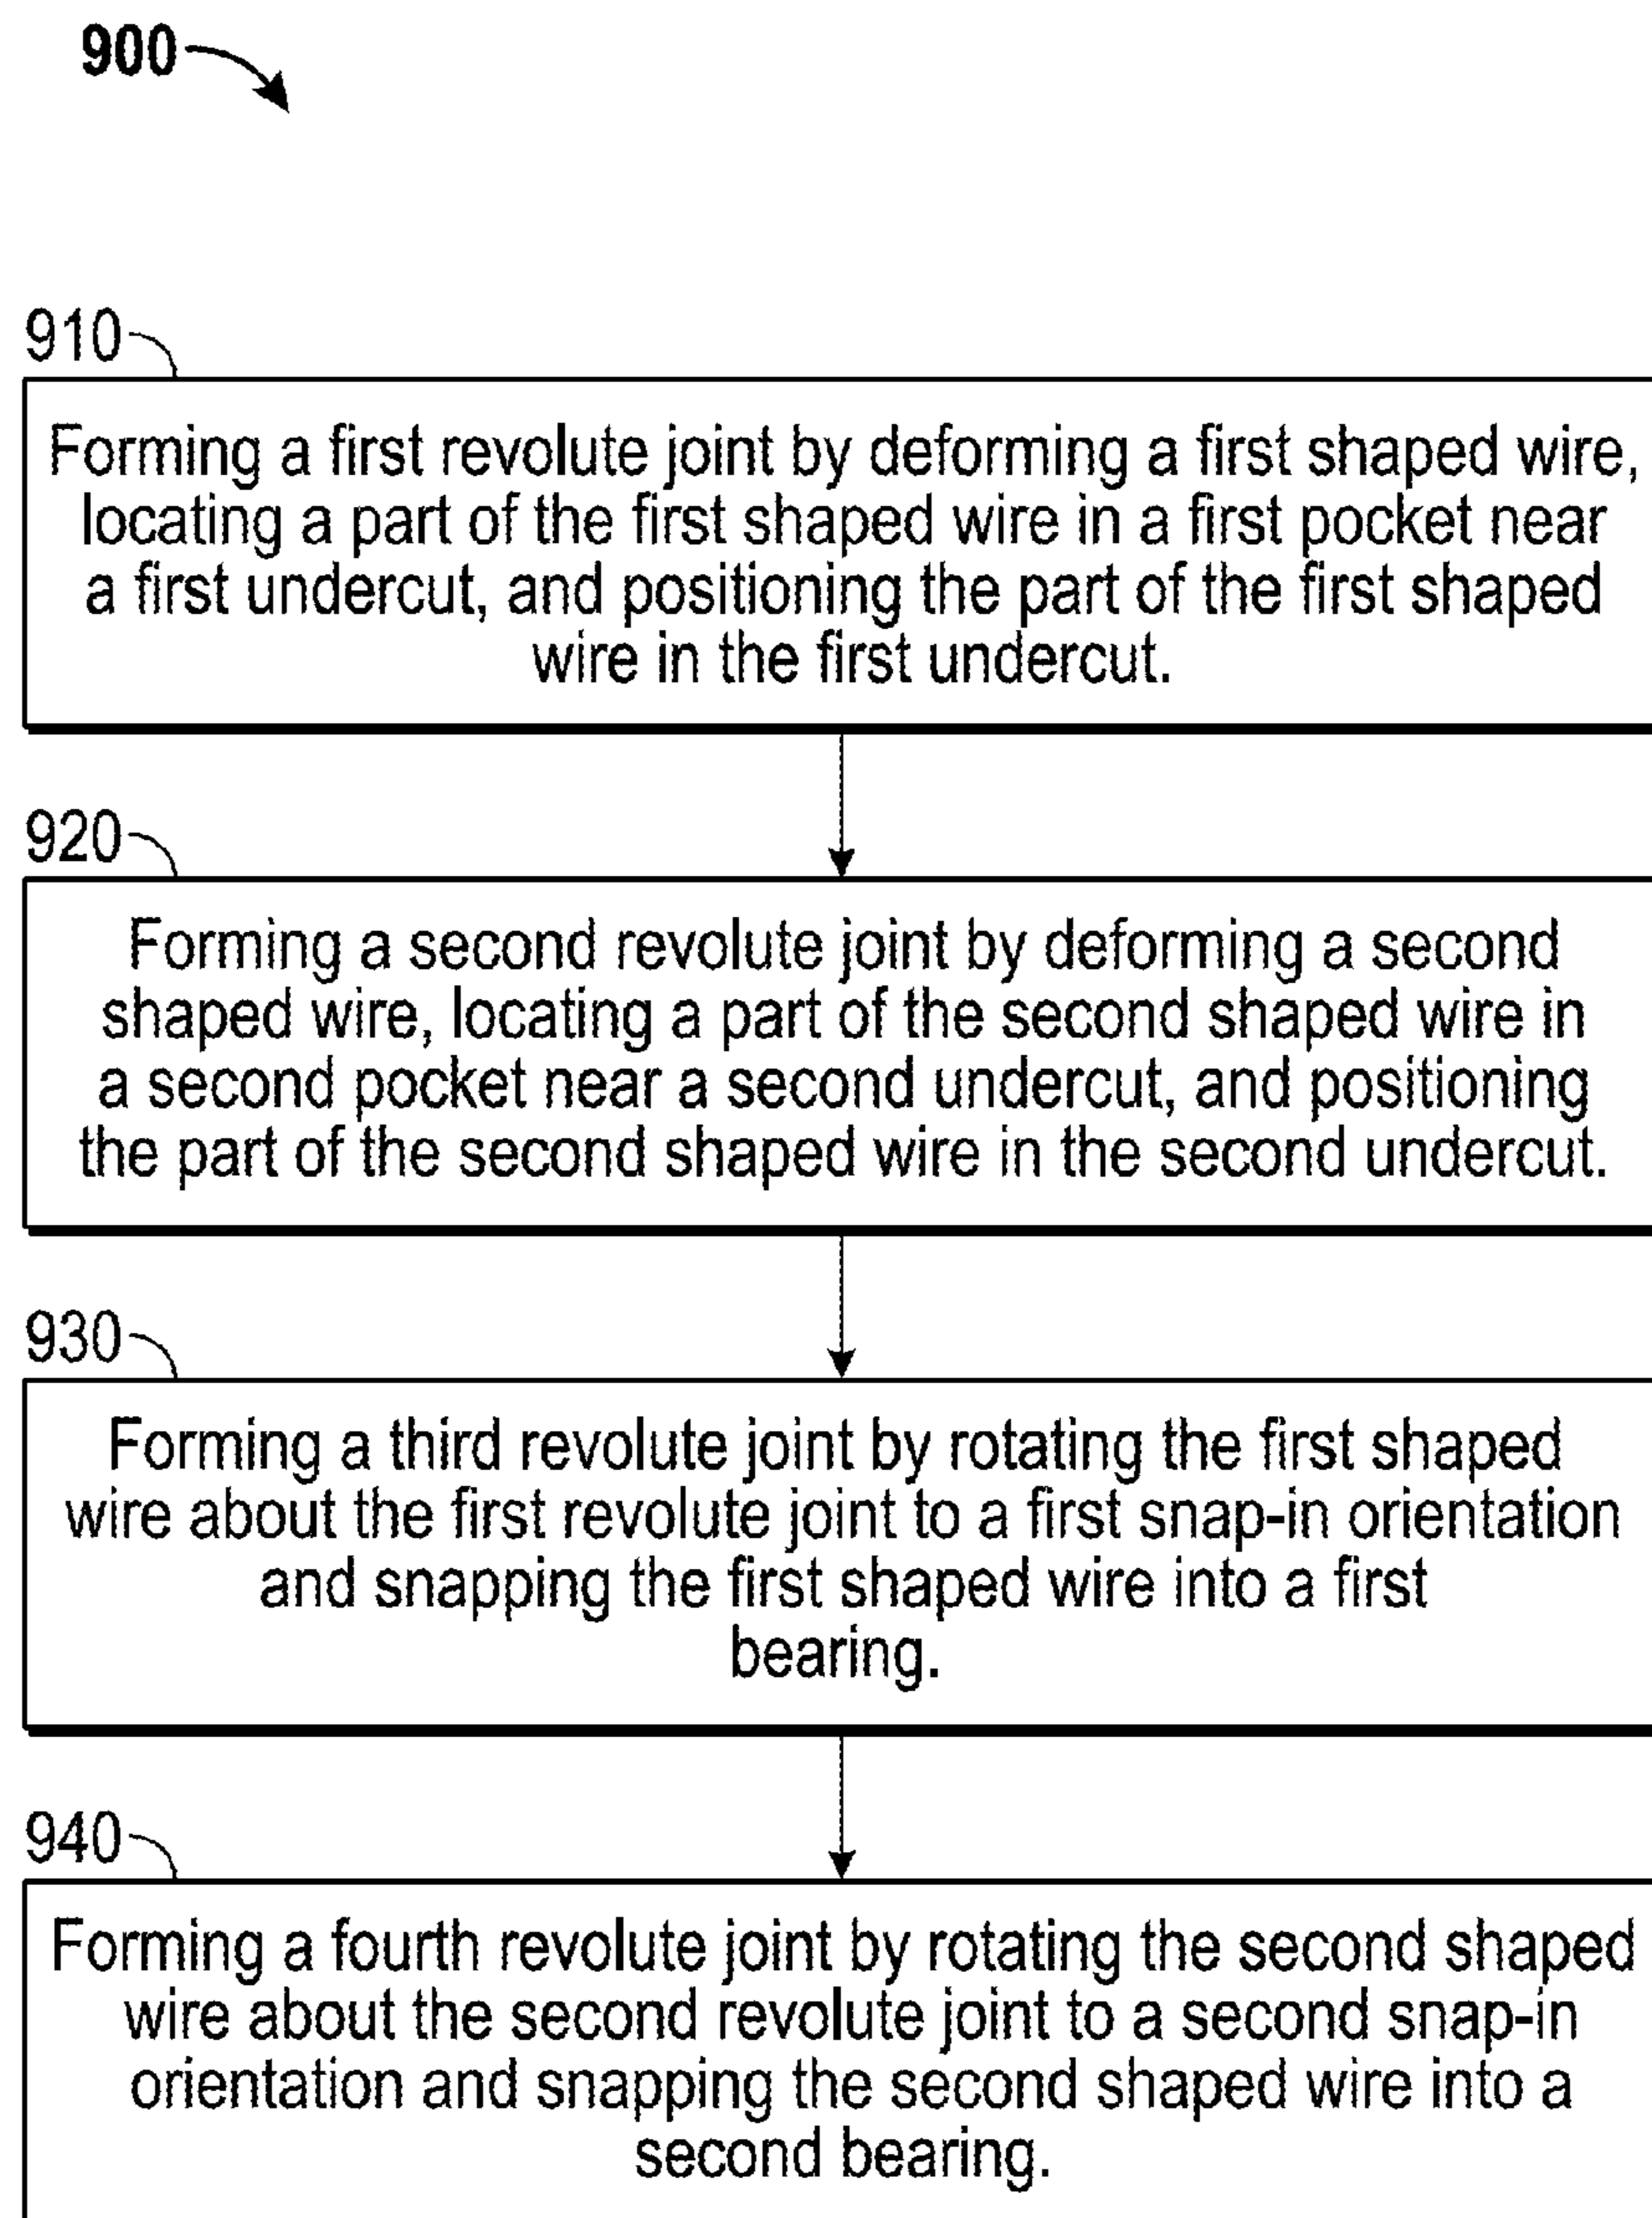 900
910
Forming a first revolute joint by deforming a first shaped wire,
locating a part of the first shaped wire in a first pocket near
a first undercut, and positioning the part of the first shaped
wire in the first undercut.
920
Forming a second revolute joint by deforming a second
shaped wire, locating a part of the second shaped wire in
a second pocket near a second undercut, and positioning
the part of the second shaped wire in the second undercut.
930
Forming a third revolute joint by rotating the first shaped
wire about the first revolute joint to a first snap-in orientation
and snapping the first shaped wire into a first
bearing.
940
Forming a fourth revolute joint by rotating the second shaped
wire about the second revolute joint to a second snap-in
orientation and snapping the second shaped wire into a
second bearing.